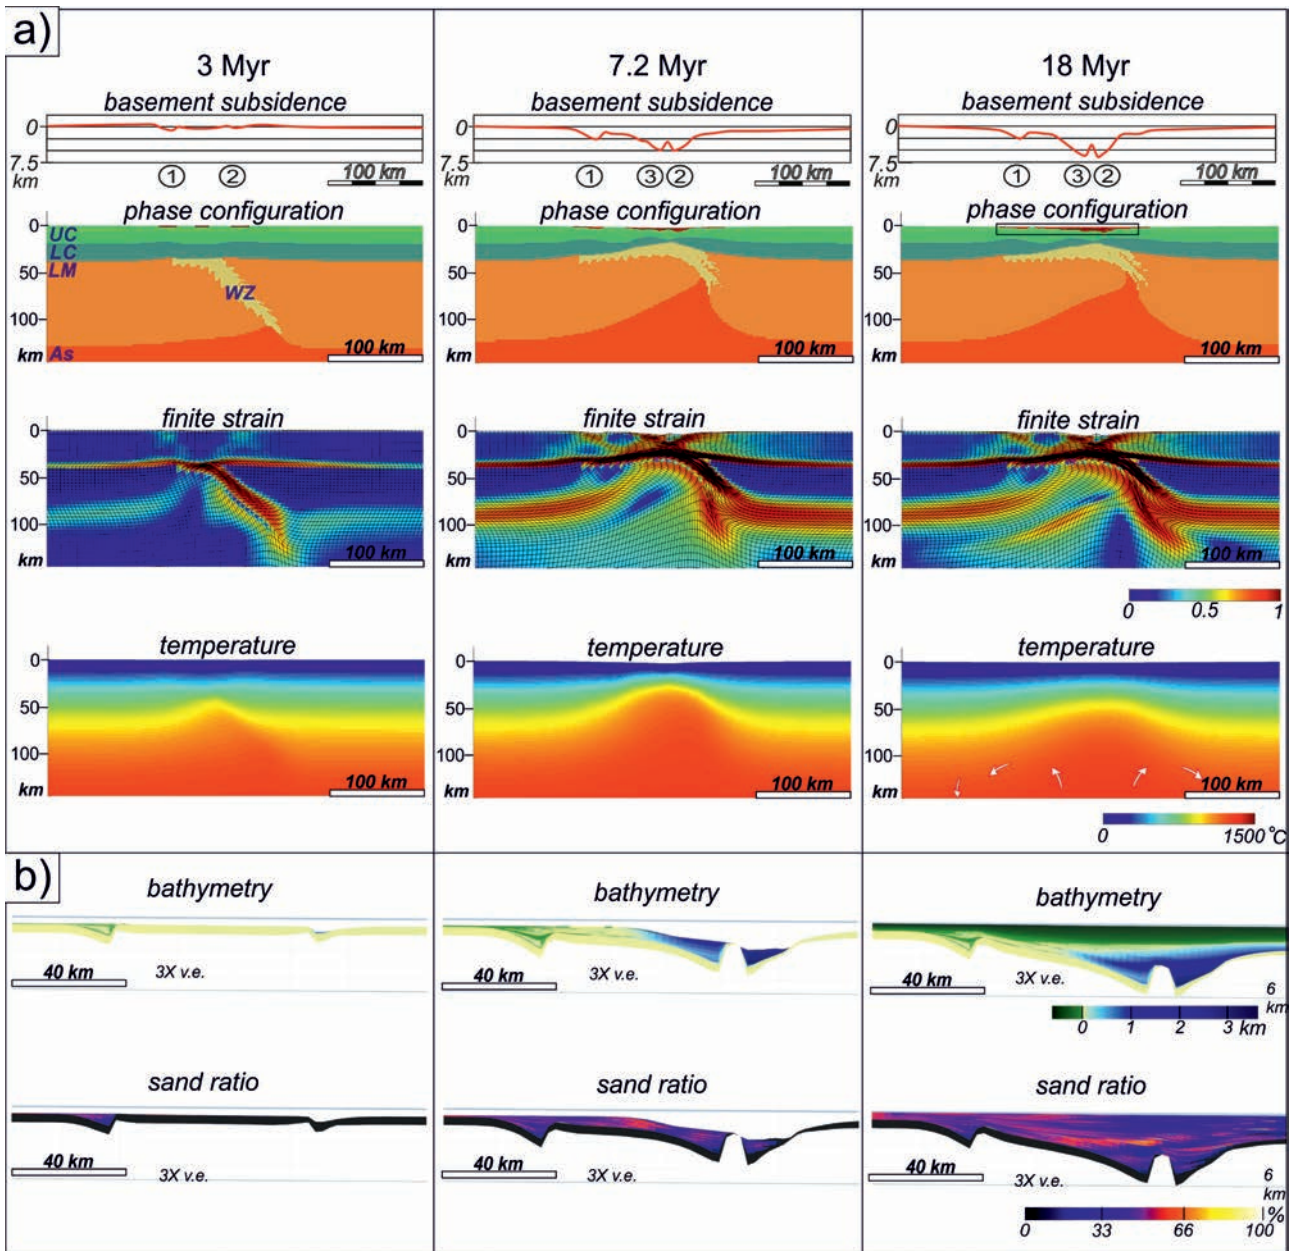 a)
3 Myr
7.2 Myr
18 Myr
basement subsidence
basement subsidence
basement subsidence
0
0
0
7.5
km
7.5
km
7.5
km
1
2
100 km
1
3
2
100 km
1
3
2
100 km
phase configuration
phase configuration
phase configuration
0
UC
LC
LM
50
WZ
100
As
km
100 km
0
50
100
km
100 km
0
50
100
km
100 km
finite strain
finite strain
finite strain
0
50
100
km
100 km
0
50
100
km
100 km
0
50
100
km
100 km
0
0.5
1
temperature
temperature
temperature
0
50
100
km
100 km
0
50
100
km
100 km
0
50
100
km
100 km
0
1500 °C
b)
bathymetry
bathymetry
bathymetry
40 km
3X v.e.
40 km
3X v.e.
40 km
3X v.e.
6
km
0
1
2
3 km
sand ratio
sand ratio
sand ratio
40 km
3X v.e.
40 km
3X v.e.
40 km
3X v.e.
6
km
0
33
66
100
%